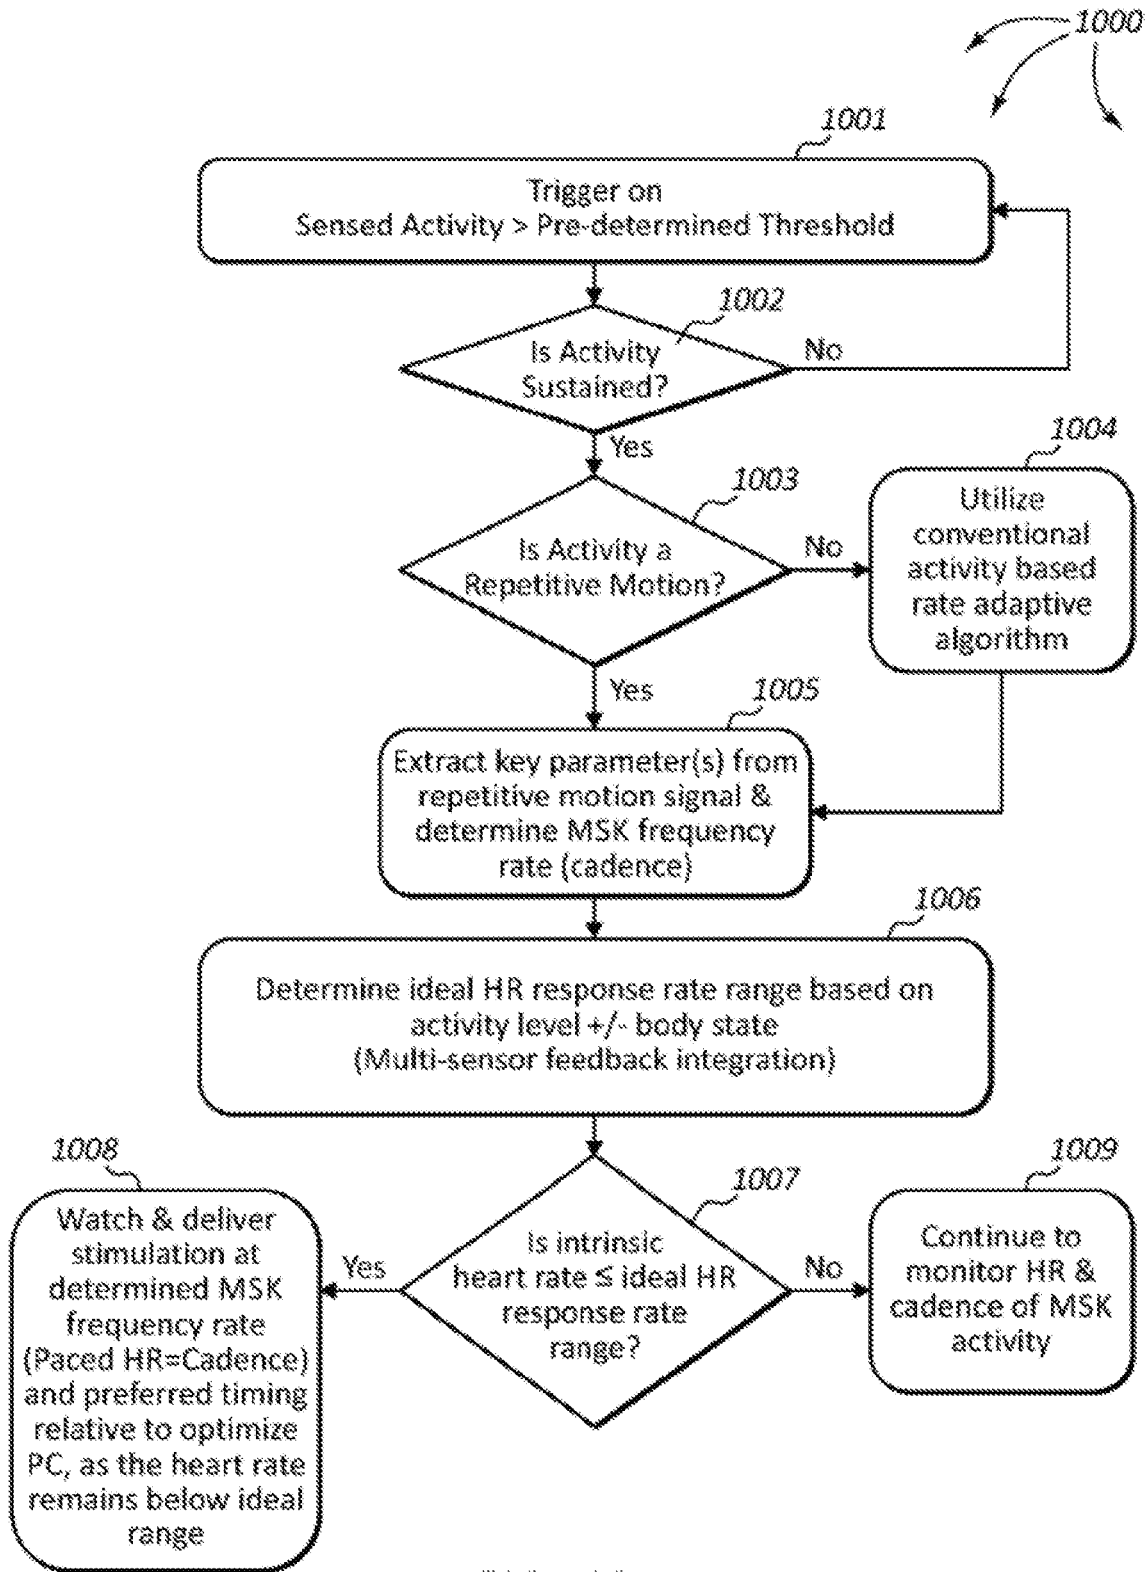 1000
1001
Trigger on
Sensed Activity > Pre-determined Threshold
1002
Is Activity
Sustained?
No
Yes
1003
Is Activity a
Repetitive Motion?
No
1004
Utilize
conventional
activity based
rate adaptive
algorithm
Yes
1005
Extract key parameter(s) from
repetitive motion signal &
determine MSK frequency
rate (cadence)
1006
Determine ideal HR response rate range based on
activity level +/- body state
(Multi-sensor feedback integration)
1007
Is intrinsic
heart rate ≤ ideal HR
response rate
range?
Yes
1008
Watch & deliver
stimulation at
determined MSK
frequency rate
(Paced HR=Cadence)
and preferred timing
relative to optimize
PC, as the heart rate
remains below ideal
range
No
1009
Continue to
monitor HR &
cadence of MSK
activity